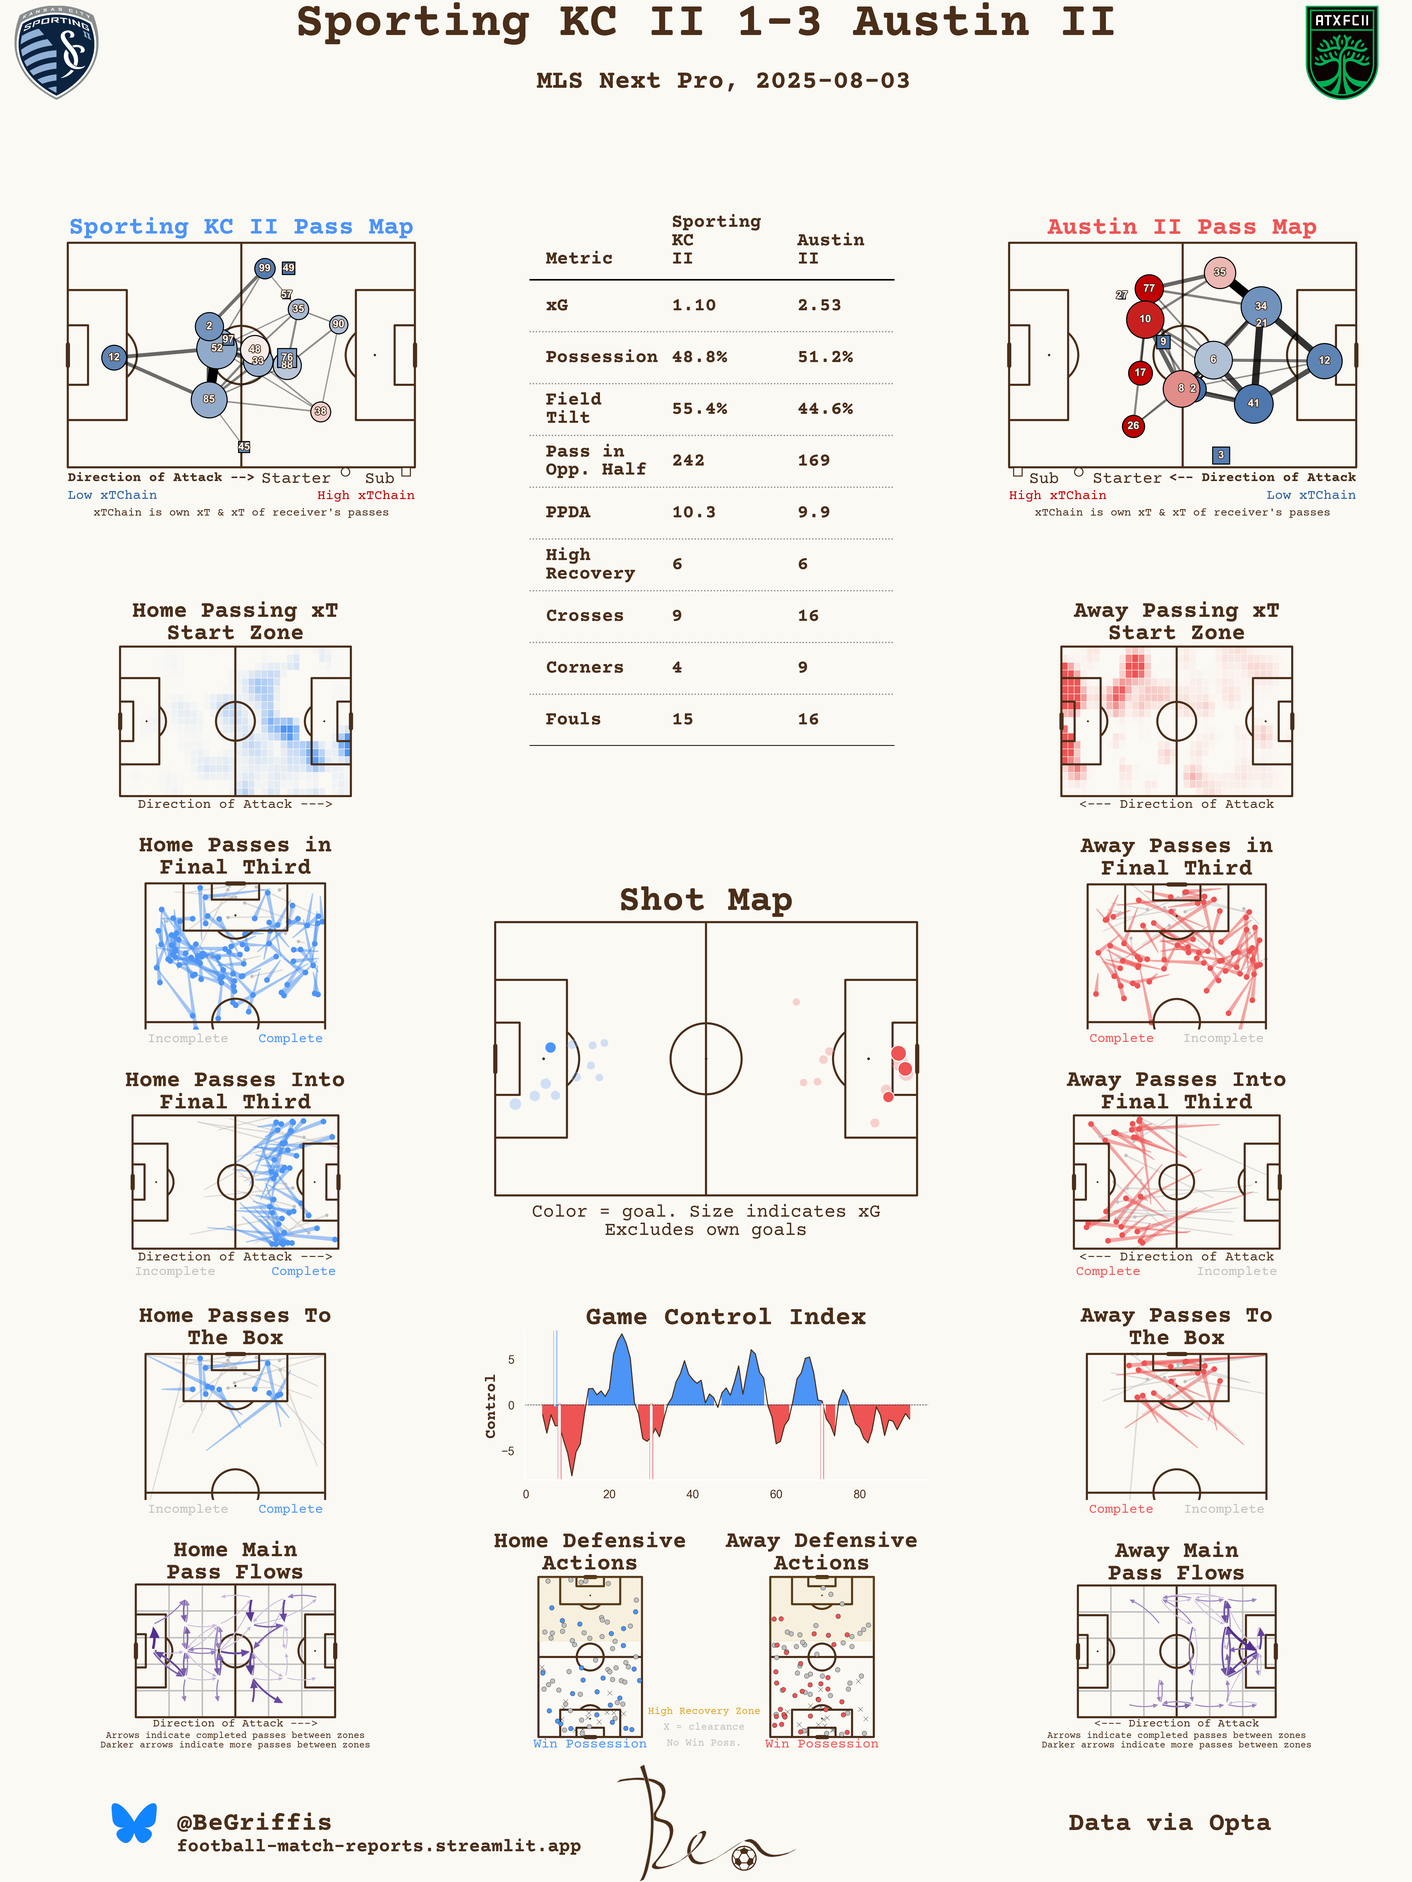 Sporting KC II 1-3 Austin II
MLS Next Pro, 2025-08-03
KANSAS CITY
SPORTING
II
ATXFCII
Sporting KC II Pass Map
99
49
57
35
90
2
97
52
48
33
76
88
12
85
38
45
Direction of Attack --> Starter Sub
Low xTChain High xTChain
xTChain is own xT & xT of receiver's passes
Metric Sporting KC II Austin II
xG 1.10 2.53
Possession 48.8% 51.2%
Field Tilt 55.4% 44.6%
Pass in Opp. Half 242 169
PPDA 10.3 9.9
High Recovery 6 6
Crosses 9 16
Corners 4 9
Fouls 15 16
Austin II Pass Map
35
77
27
34
10
21
9
6
12
17
8
2
41
26
3
Sub Starter <-- Direction of Attack
High xTChain Low xTChain
xTChain is own xT & xT of receiver's passes
Home Passing xT
Start Zone
Direction of Attack --->
Away Passing xT
Start Zone
<--- Direction of Attack
Home Passes in
Final Third
Incomplete Complete
Away Passes in
Final Third
Complete Incomplete
Shot Map
Color = goal. Size indicates xG
Excludes own goals
Home Passes Into
Final Third
Direction of Attack --->
Incomplete Complete
Away Passes Into
Final Third
<--- Direction of Attack
Complete Incomplete
Home Passes To
The Box
Incomplete Complete
Game Control Index
Control
5
0
−5
0 20 40 60 80
Away Passes To
The Box
Complete Incomplete
Home Main
Pass Flows
Direction of Attack --->
Arrows indicate completed passes between zones
Darker arrows indicate more passes between zones
Home Defensive
Actions
Win Possession
Away Defensive
Actions
Win Possession
High Recovery Zone
X = clearance
No Win Poss.
Away Main
Pass Flows
<--- Direction of Attack
Arrows indicate completed passes between zones
Darker arrows indicate more passes between zones
@BeGriffis
football-match-reports.streamlit.app
Ben
Data via Opta